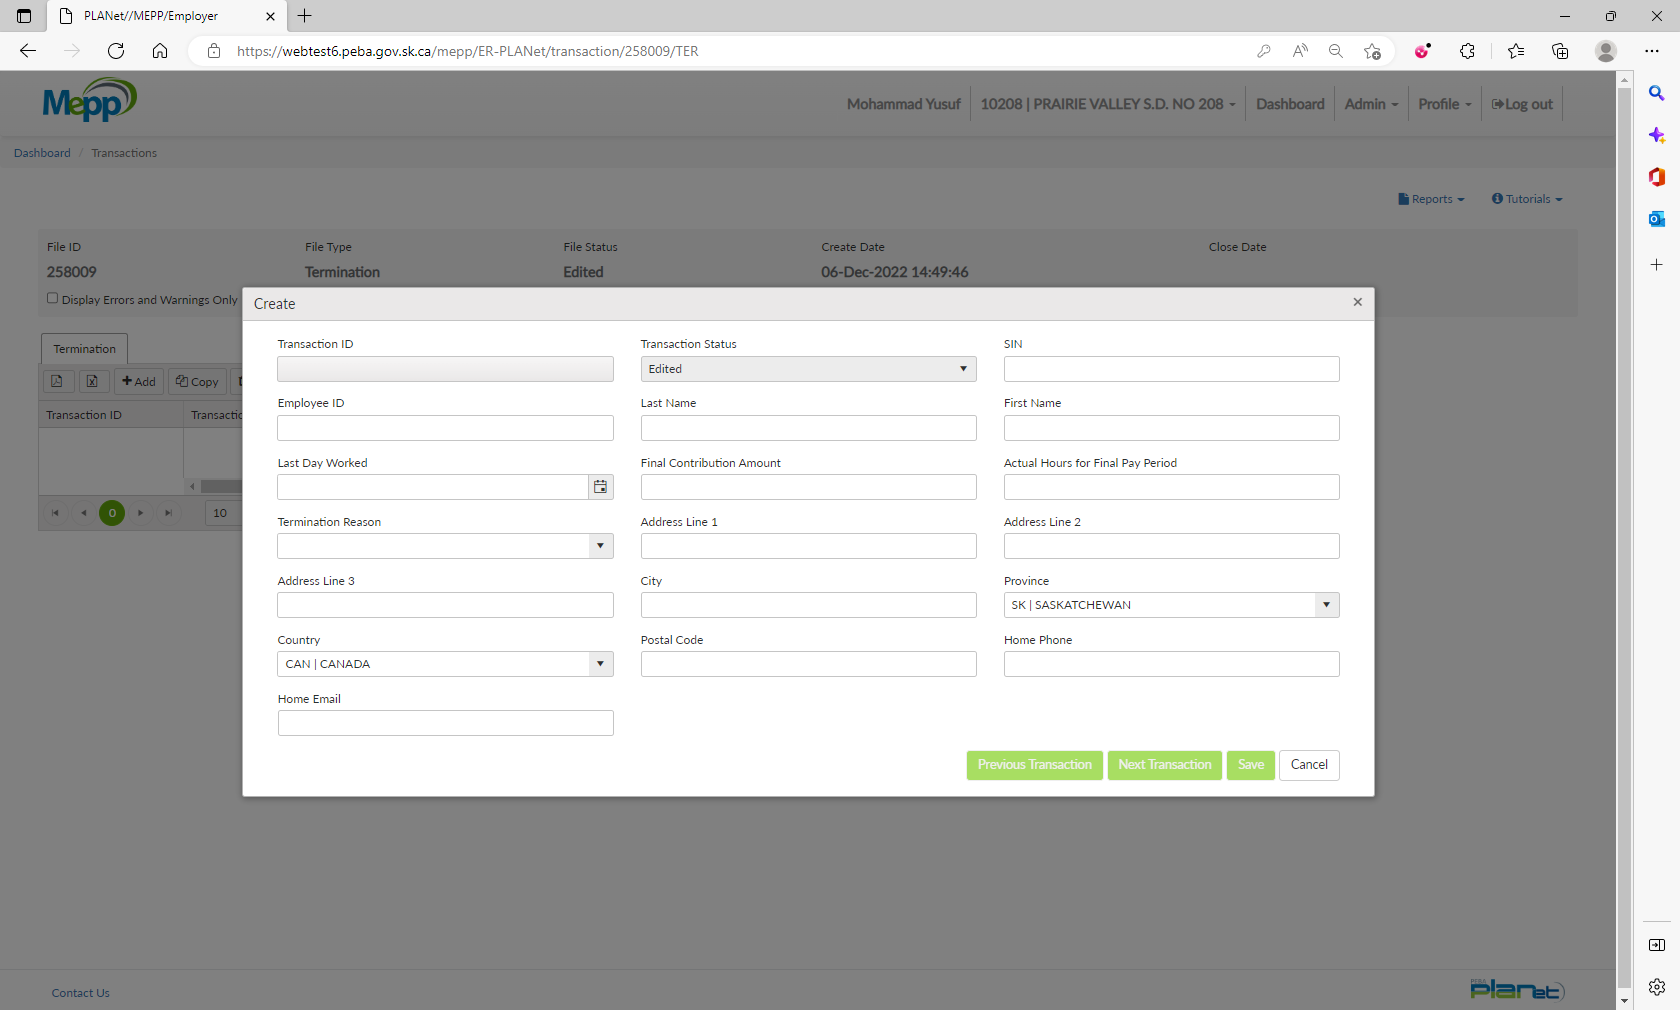 PLANet//MEPP/Employer
https://webtest6.peba.gov.sk.ca/mepp/ER-PLANet/transaction/258009/TER
Mepp
Mohammad Yusuf
10208 | PRAIRIE VALLEY S.D. NO 208
Dashboard
Admin
Profile
Log out
Dashboard / Transactions
Reports
Tutorials
File ID
File Type
File Status
Create Date
Close Date
258009
Termination
Edited
06-Dec-2022 14:49:46
Display Errors and Warnings Only
Create
Termination
Add
Copy
Transaction ID
Transactio
0
10
Transaction ID
Transaction Status
SIN
Edited
Employee ID
Last Name
First Name
Last Day Worked
Final Contribution Amount
Actual Hours for Final Pay Period
Termination Reason
Address Line 1
Address Line 2
Address Line 3
City
Province
SK | SASKATCHEWAN
Country
Postal Code
Home Phone
CAN | CANADA
Home Email
Previous Transaction
Next Transaction
Save
Cancel
Contact Us
PEBA
Planet